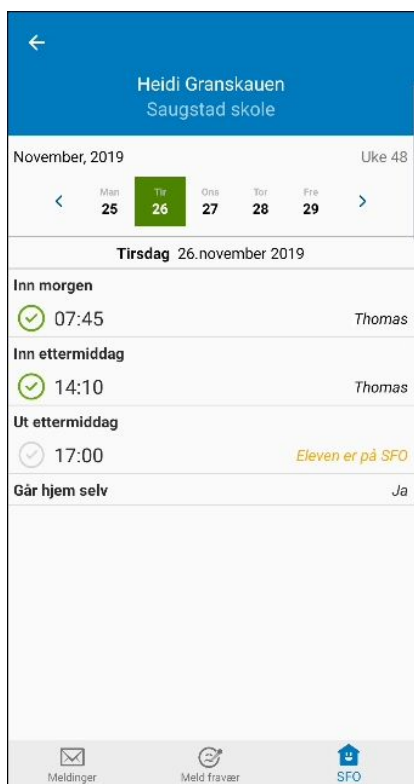 Heidi Granskauen
Saugstad skole
November, 2019 Uke 48
Man Tir Ons Tor Fre
25 26 27 28 29
Tirsdag 26.november 2019
Inn morgen
07:45 Thomas
Inn ettermiddag
14:10 Thomas
Ut ettermiddag
17:00 Eleven er på SFO
Går hjem selv Ja
Meldinger Meld fravær SFO